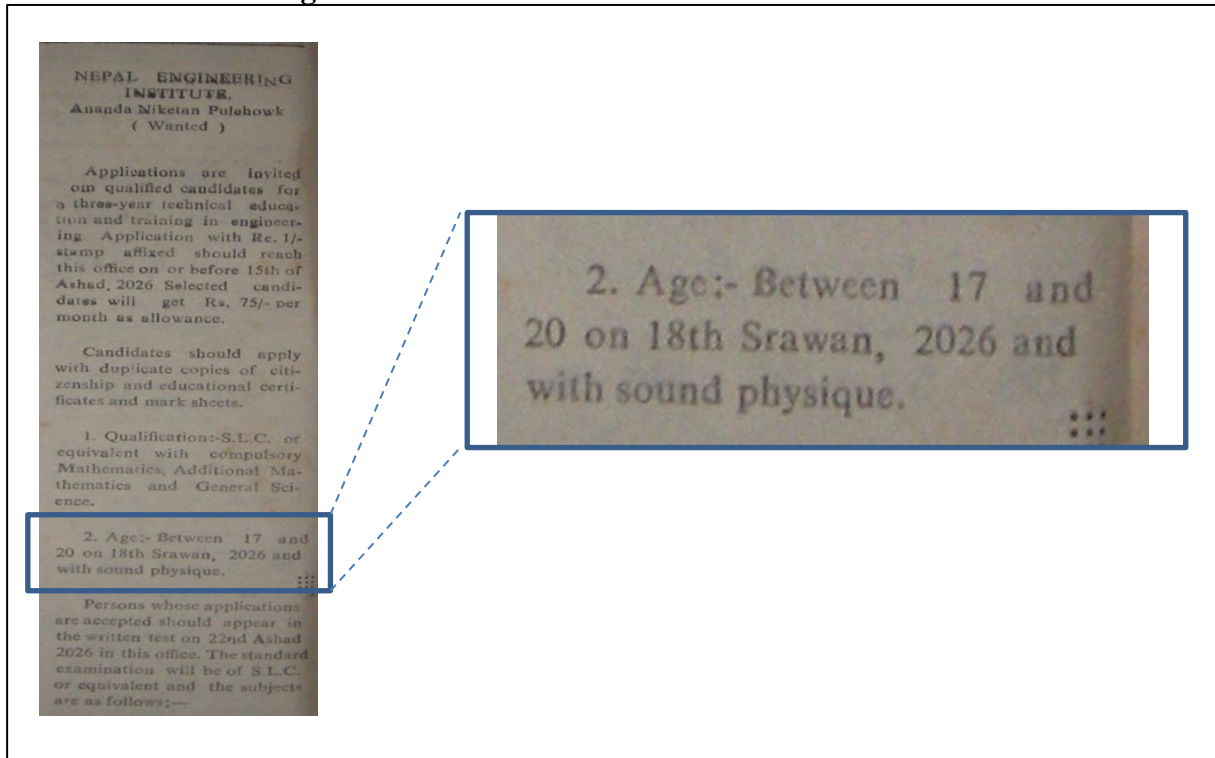 NEPAL ENGINEERING
INSTITUTE,
Ananda Niketan Pulchowk
( Wanted )
Applications are invited
om qualified candidates for
a three-year technical educa-
tion and training in engineer-
ing. Application with Re. 1/-
stamp affixed should reach
this office on or before 15th of
Ashad, 2026. Selected candi-
dates will get Rs. 75/- per
month as allowance.
Candidates should apply
with duplicate copies of citi-
zenship and educational certi-
ficates and mark sheets.
1. Qualification:-S.L.C. or
equivalent with compulsory
Mathematics, Additional Ma-
thematics and General Sci-
ence.
2. Age:- Between 17 and
20 on 18th Srawan, 2026 and
with sound physique.
Persons whose applications
are accepted should appear in
the written test on 22nd Ashad
2026 in this office. The standard
examination will be of S.L.C.
or equivalent and the subjects
are as follows:—
2. Age:- Between 17 and
20 on 18th Srawan, 2026 and
with sound physique.